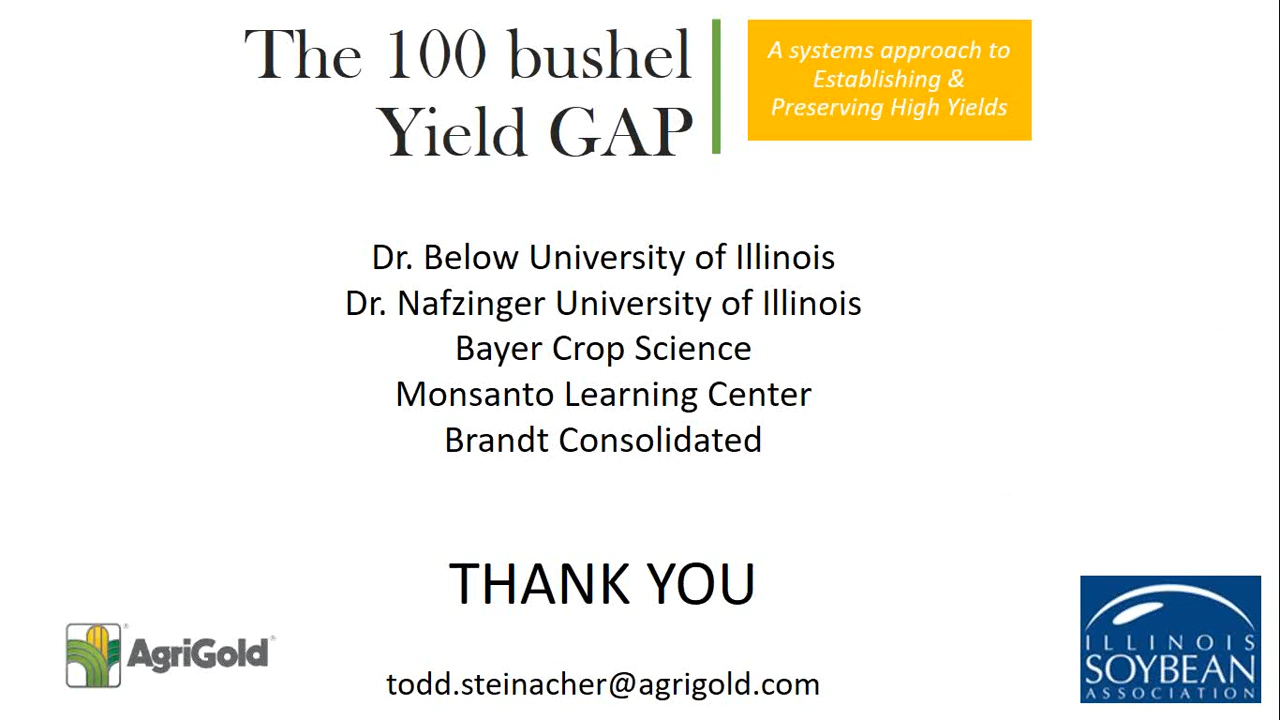 The 100 bushel
Yield GAP
A systems approach to
Establishing &
Preserving High Yields
Dr. Below University of Illinois
Dr. Nafzinger University of Illinois
Bayer Crop Science
Monsanto Learning Center
Brandt Consolidated
THANK YOU
AgriGold
todd.steinacher@agrigold.com
ILLINOIS
SOYBEAN
ASSOCIATION